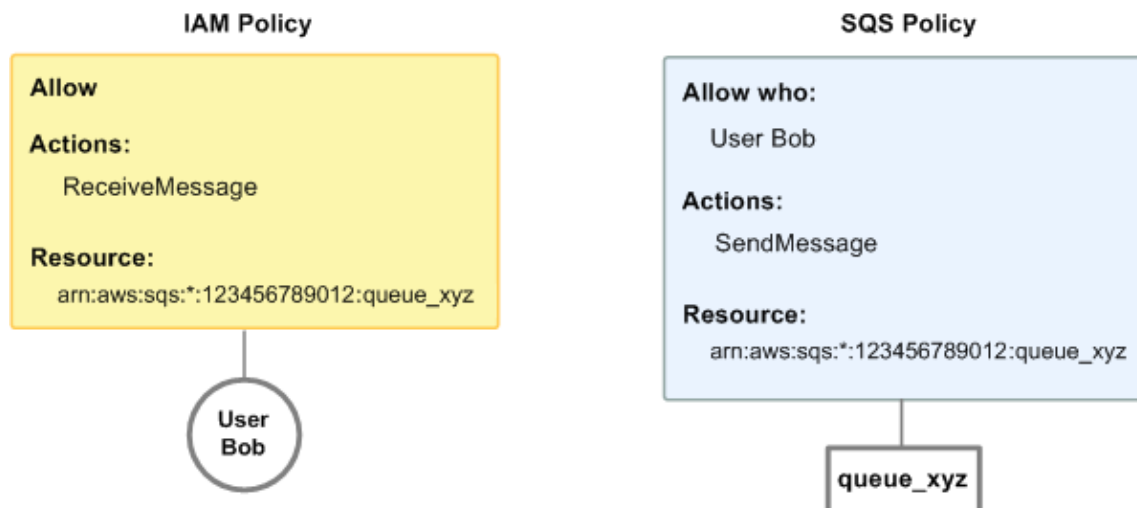 IAM Policy
Allow
Actions:
ReceiveMessage
Resource:
arn:aws:sqs:*:123456789012:queue_xyz
User
Bob
SQS Policy
Allow who:
User Bob
Actions:
SendMessage
Resource:
arn:aws:sqs:*:123456789012:queue_xyz
queue_xyz